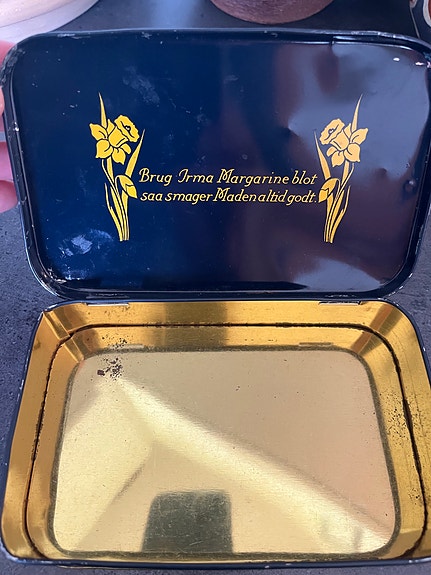 Brug Irma Margarine blot
saa smager Maden altid godt.